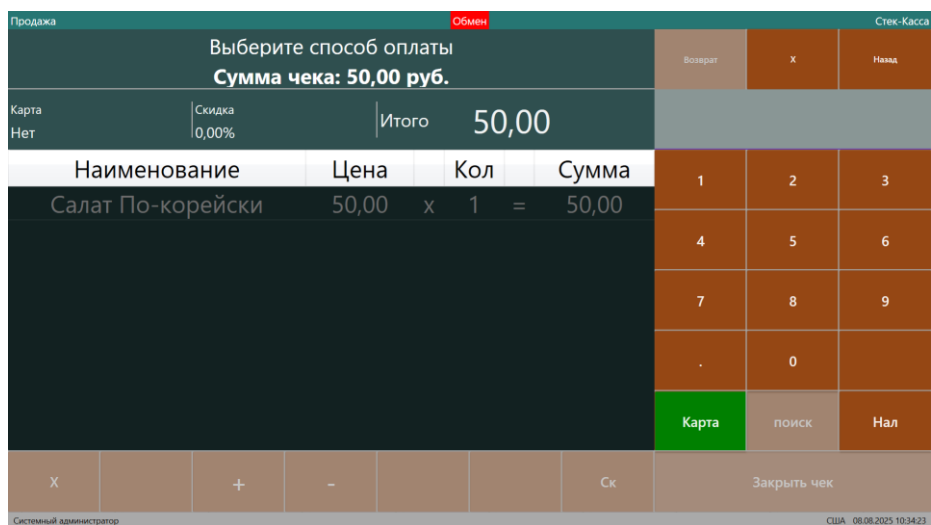 Продажа Обмен Стек-Касса
Выберите способ оплаты
Сумма чека: 50,00 руб.
Возврат X Назад
Карта Скидка Итого 50,00
Нет 0,00%
Наименование Цена Кол Сумма
Салат По-корейски 50,00 x 1 = 50,00
1 2 3
4 5 6
7 8 9
. 0
Карта поиск Нал
X + - Ск Закрыть чек
Системный администратор США 08.08.2025 10:34:23